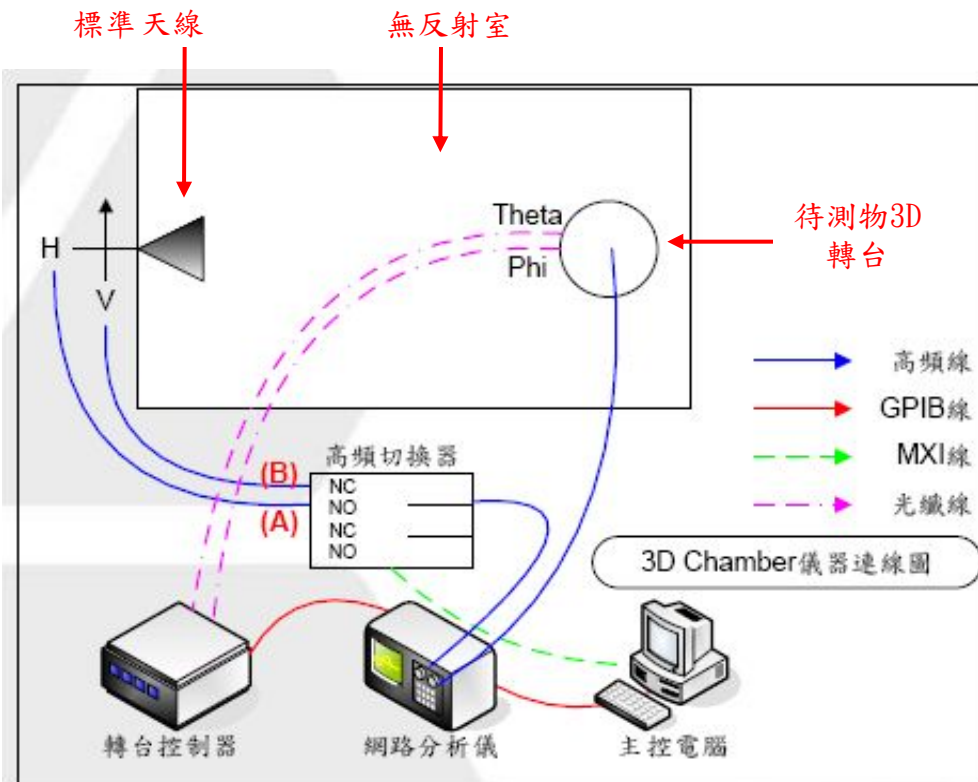 標準天線
無反射室
Theta
Phi
待測物3D
轉台
H
V
高頻線
GPIB線
MXI線
光纖線
高頻切換器
(B)
(A)
NC
NO
NC
NO
3D Chamber儀器連線圖
轉台控制器
網路分析儀
主控電腦